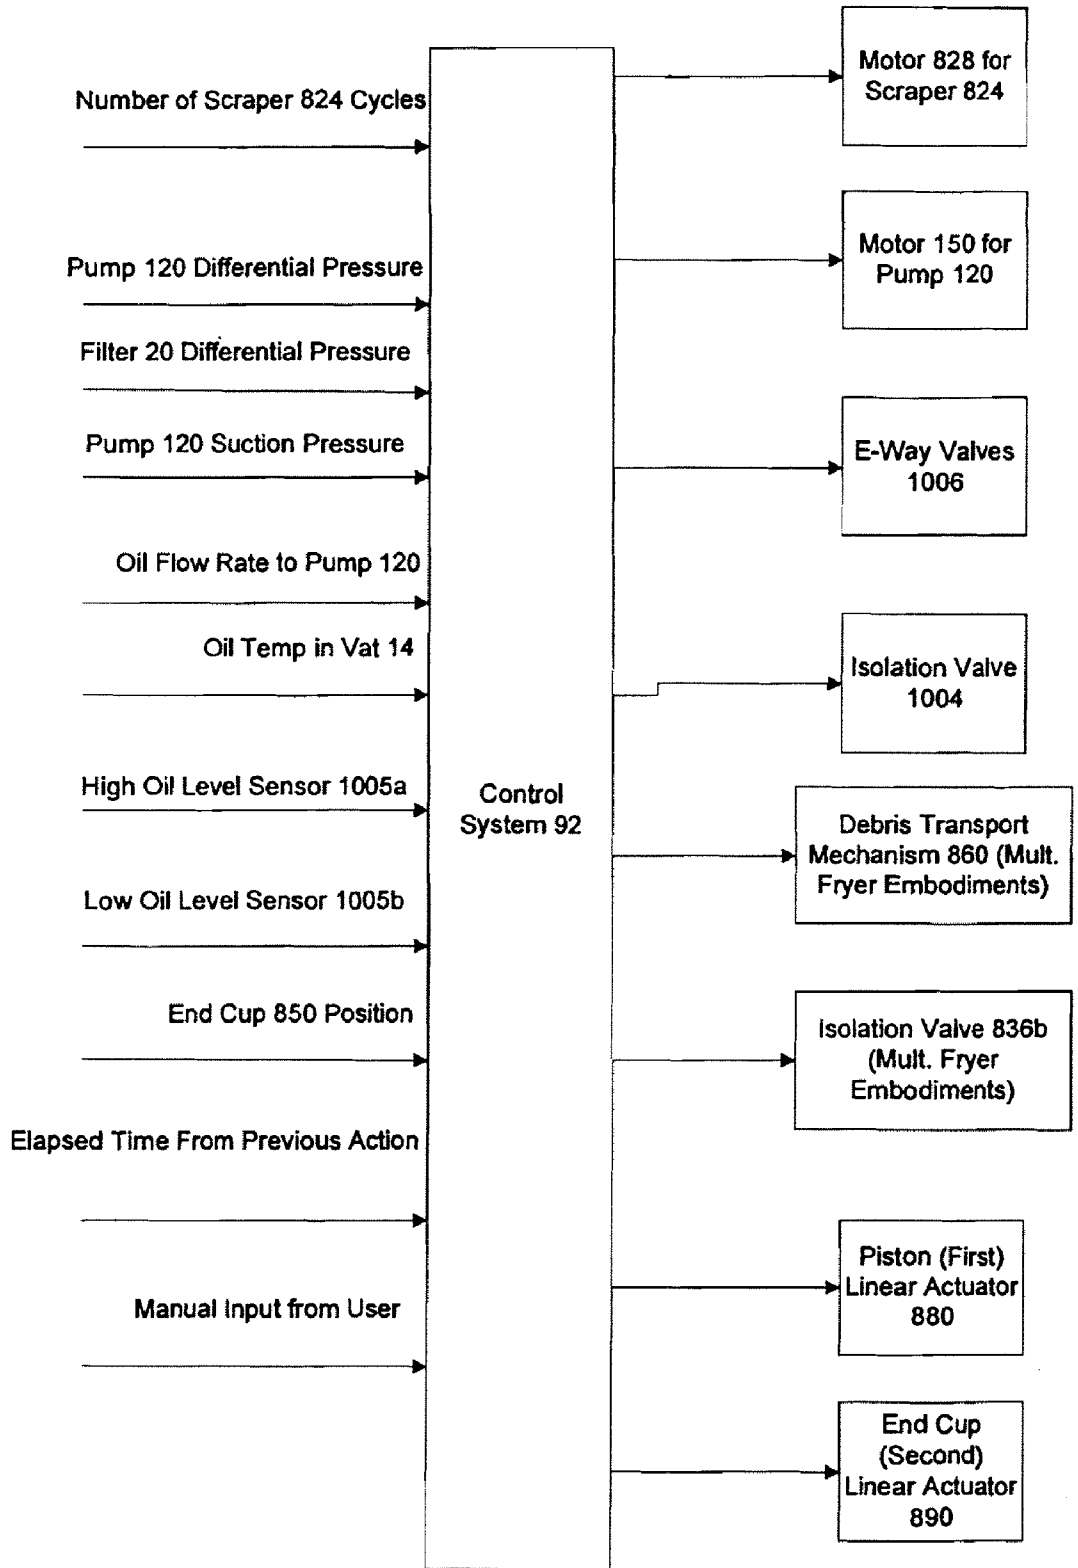 Number of Scraper 824 Cycles
Pump 120 Differential Pressure
Filter 20 Differential Pressure
Pump 120 Suction Pressure
Oil Flow Rate to Pump 120
Oil Temp in Vat 14
High Oil Level Sensor 1005a
Low Oil Level Sensor 1005b
End Cup 850 Position
Elapsed Time From Previous Action
Manual Input from User
Control
System 92
Motor 828 for
Scraper 824
Motor 150 for
Pump 120
E-Way Valves
1006
Isolation Valve
1004
Debris Transport
Mechanism 860 (Mult.
Fryer Embodiments)
Isolation Valve 836b
(Mult. Fryer
Embodiments)
Piston (First)
Linear Actuator
880
End Cup
(Second)
Linear Actuator
890